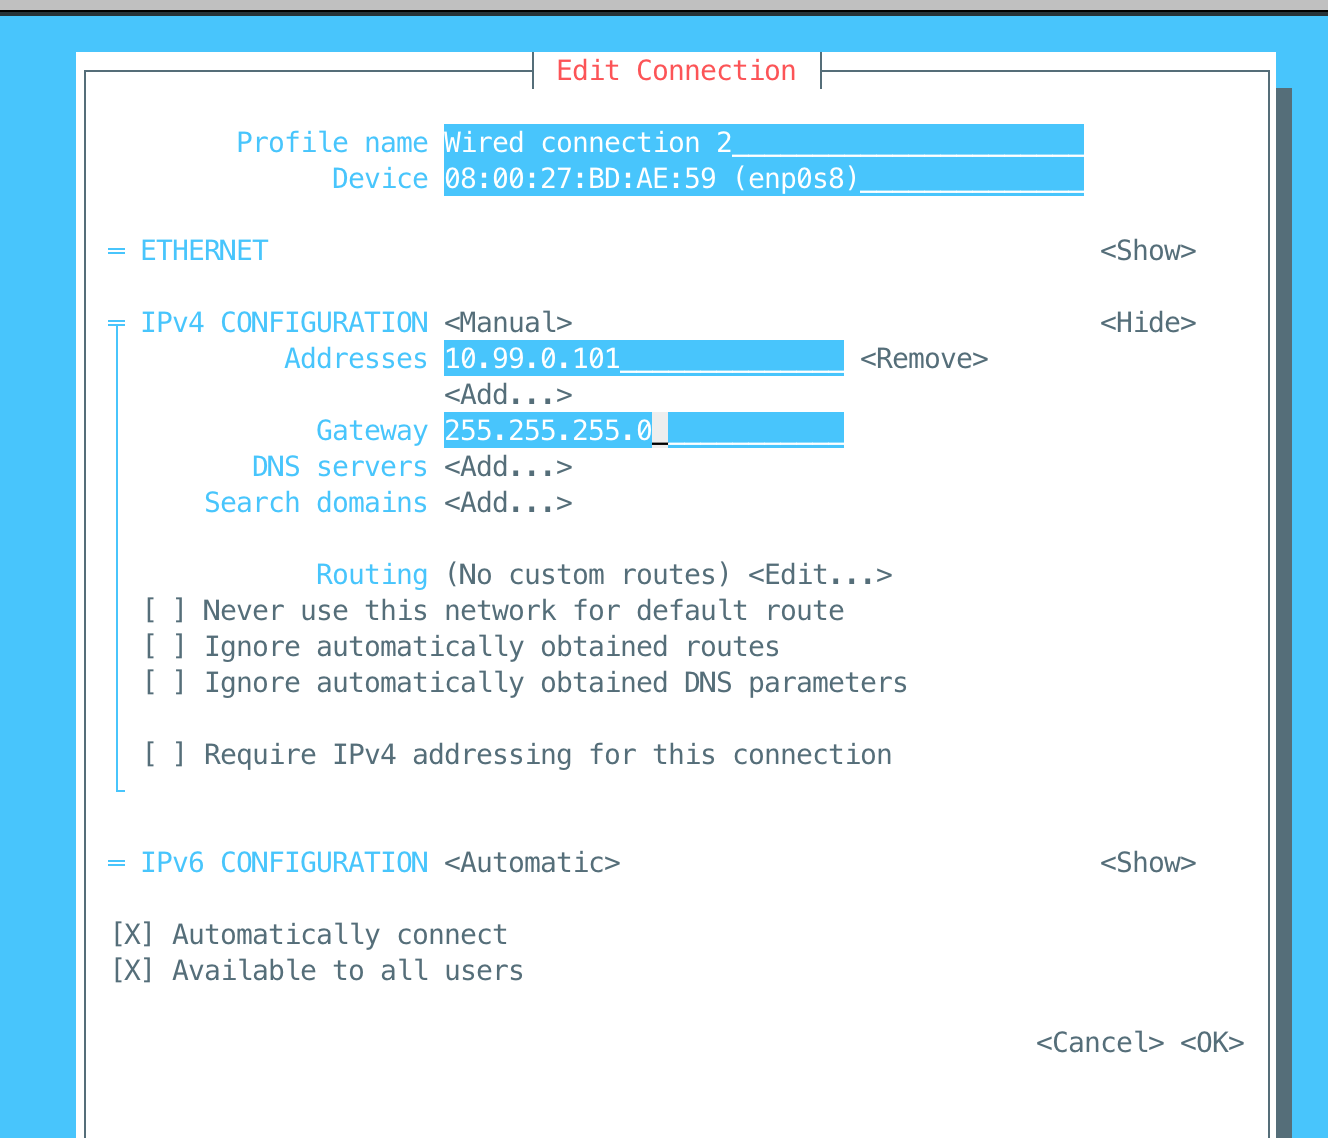 Edit Connection
Profile name Wired connection 2
Device 08:00:27:BD:AE:59 (enp0s8)
= ETHERNET <Show>
IPv4 CONFIGURATION <Manual> <Hide>
Addresses 10.99.0.101 <Remove>
<Add...>
Gateway 255.255.255.0
DNS servers <Add...>
Search domains <Add...>
Routing (No custom routes) <Edit...>
[ ] Never use this network for default route
[ ] Ignore automatically obtained routes
[ ] Ignore automatically obtained DNS parameters
[ ] Require IPv4 addressing for this connection
= IPv6 CONFIGURATION <Automatic> <Show>
[X] Automatically connect
[X] Available to all users
<Cancel> <OK>